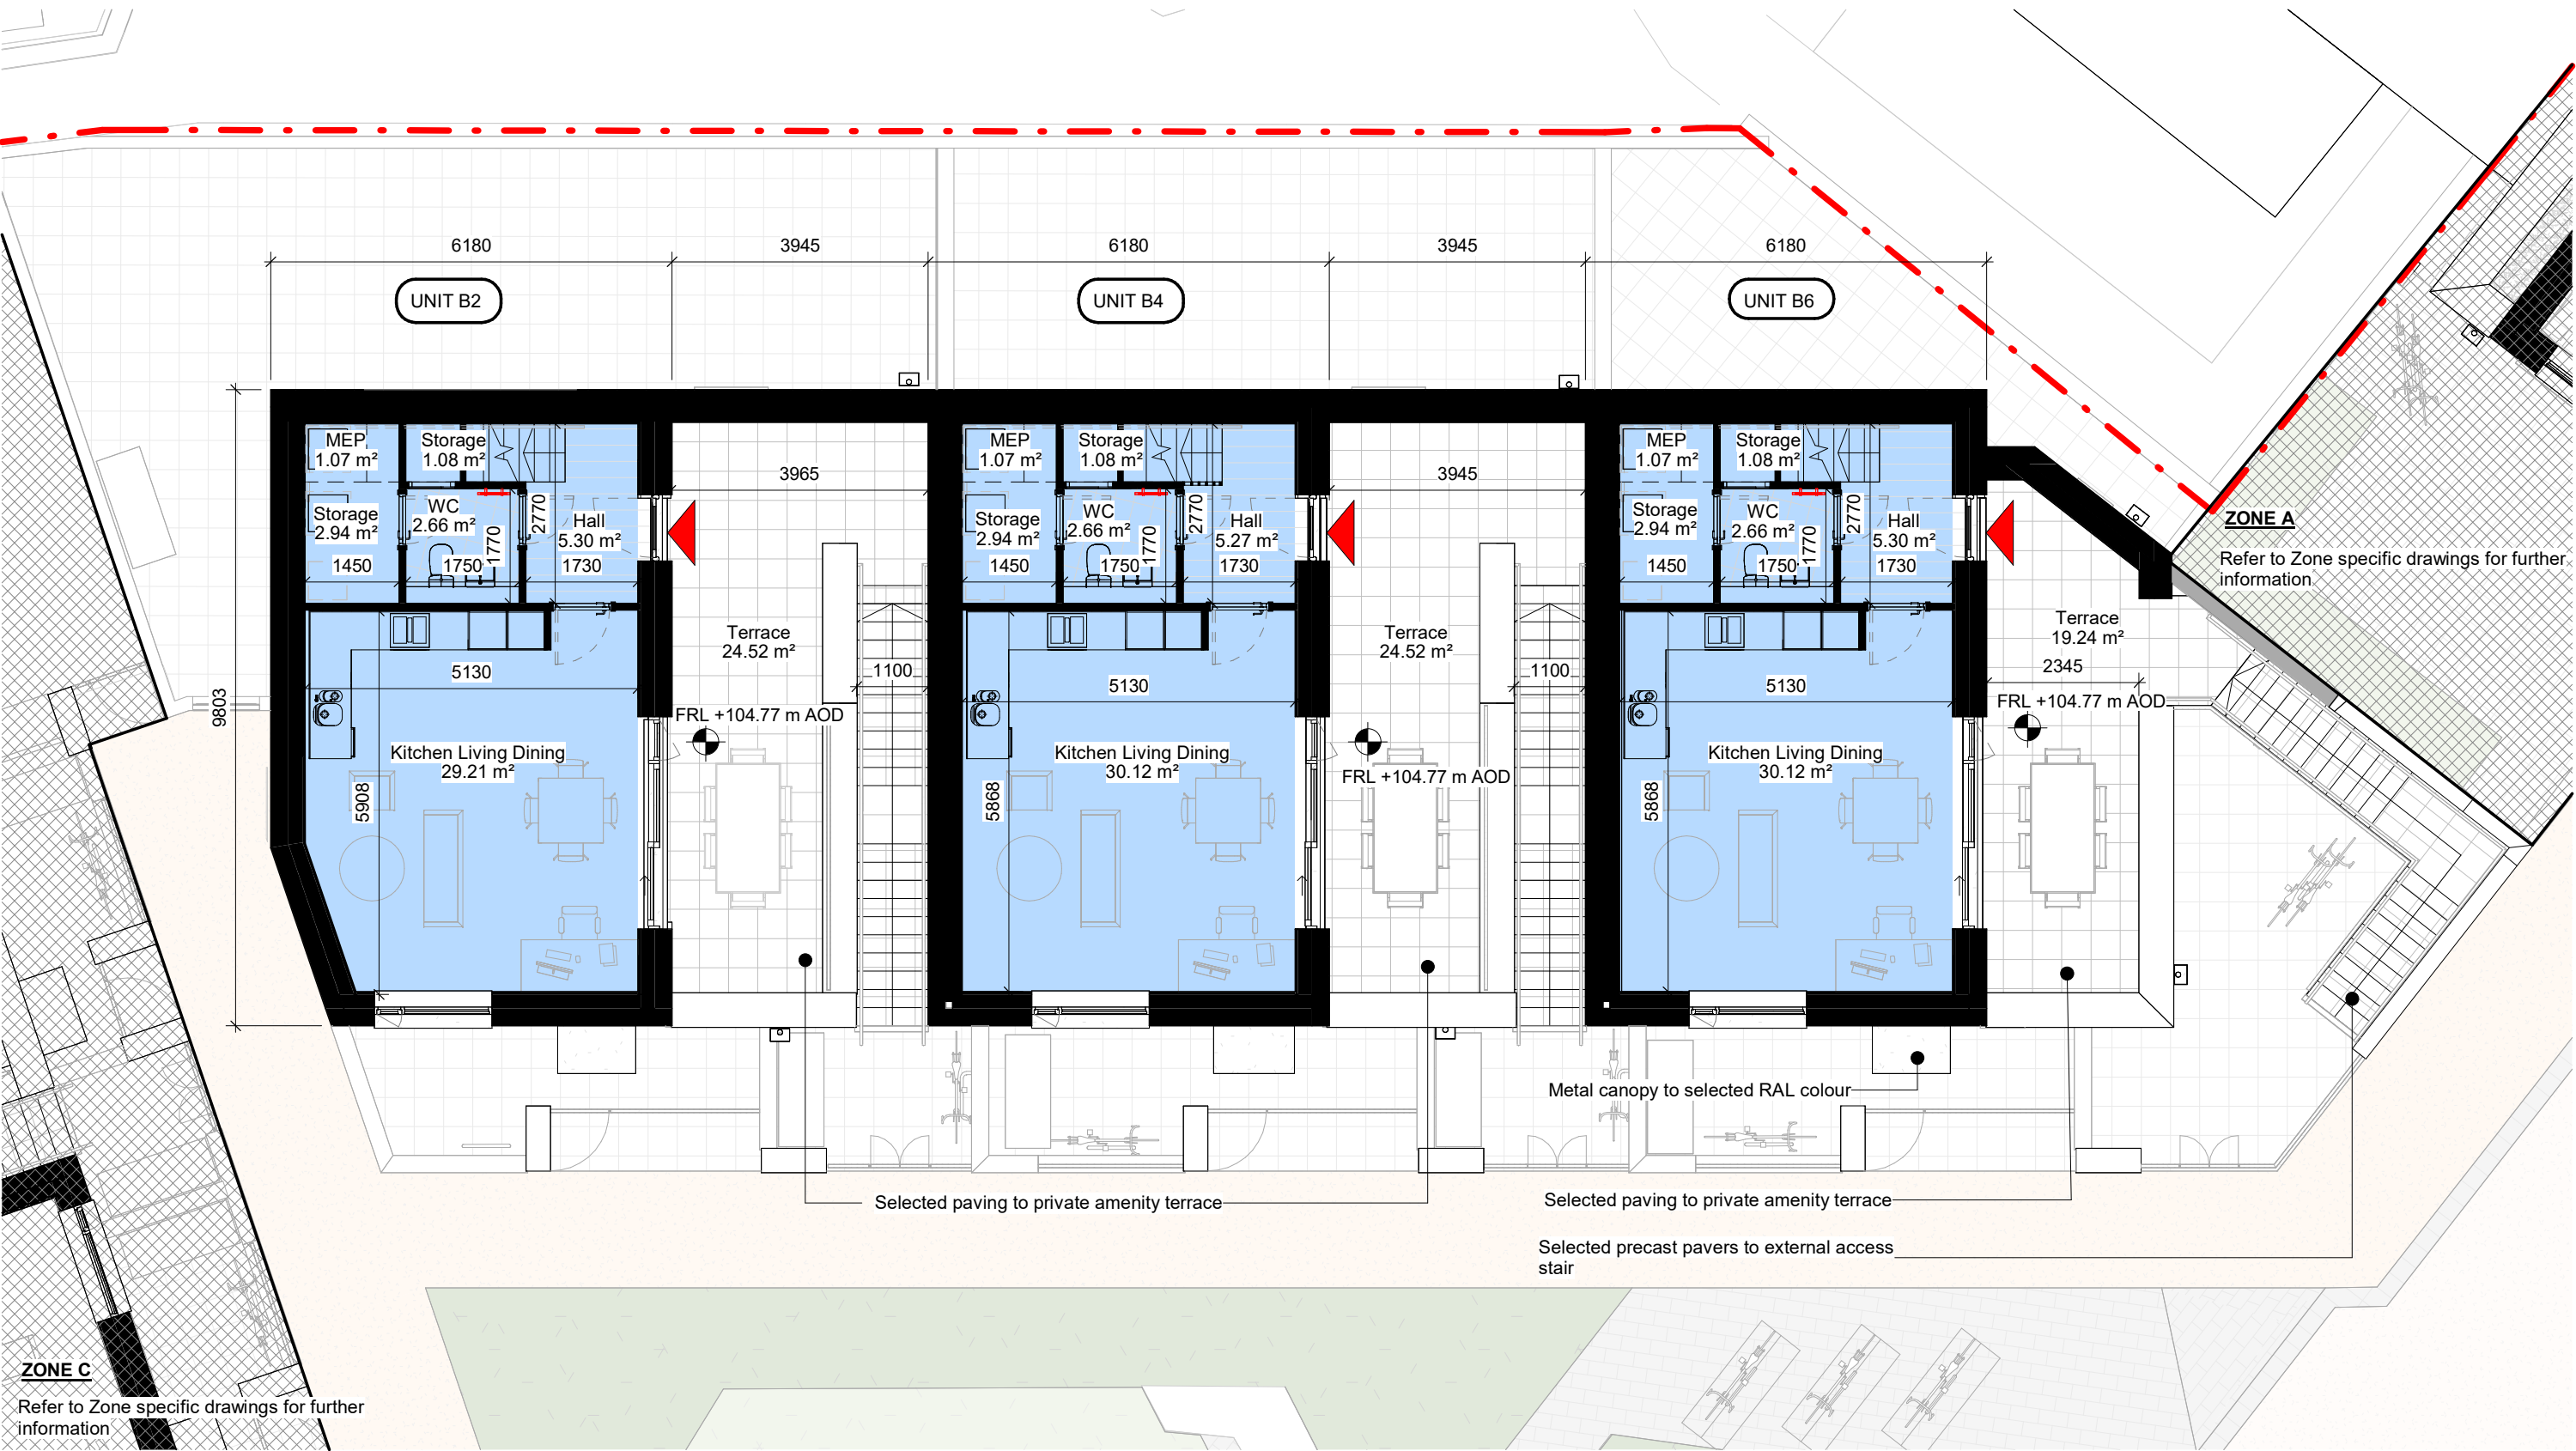 6180
3945
6180
3945
6180
UNIT B2
UNIT B4
UNIT B6
MEP
1.07 m²
Storage
1.08 m²
Storage
2.94 m²
WC
2.66 m²
Hall
5.30 m²
2770
1770
1450
1750
1730
3965
MEP
1.07 m²
Storage
1.08 m²
Storage
2.94 m²
WC
2.66 m²
Hall
5.27 m²
2770
1770
1450
1750
1730
3945
MEP
1.07 m²
Storage
1.08 m²
Storage
2.94 m²
WC
2.66 m²
Hall
5.30 m²
2770
1770
1450
1750
1730
ZONE A
Refer to Zone specific drawings for further
information
9803
5130
Kitchen Living Dining
29.21 m²
5908
Terrace
24.52 m²
1100
FRL +104.77 m AOD
5130
Kitchen Living Dining
30.12 m²
5868
Terrace
24.52 m²
1100
FRL +104.77 m AOD
5130
Kitchen Living Dining
30.12 m²
5868
Terrace
19.24 m²
2345
FRL +104.77 m AOD
Metal canopy to selected RAL colour
Selected paving to private amenity terrace
Selected paving to private amenity terrace
Selected precast pavers to external access
stair
ZONE C
Refer to Zone specific drawings for further
information